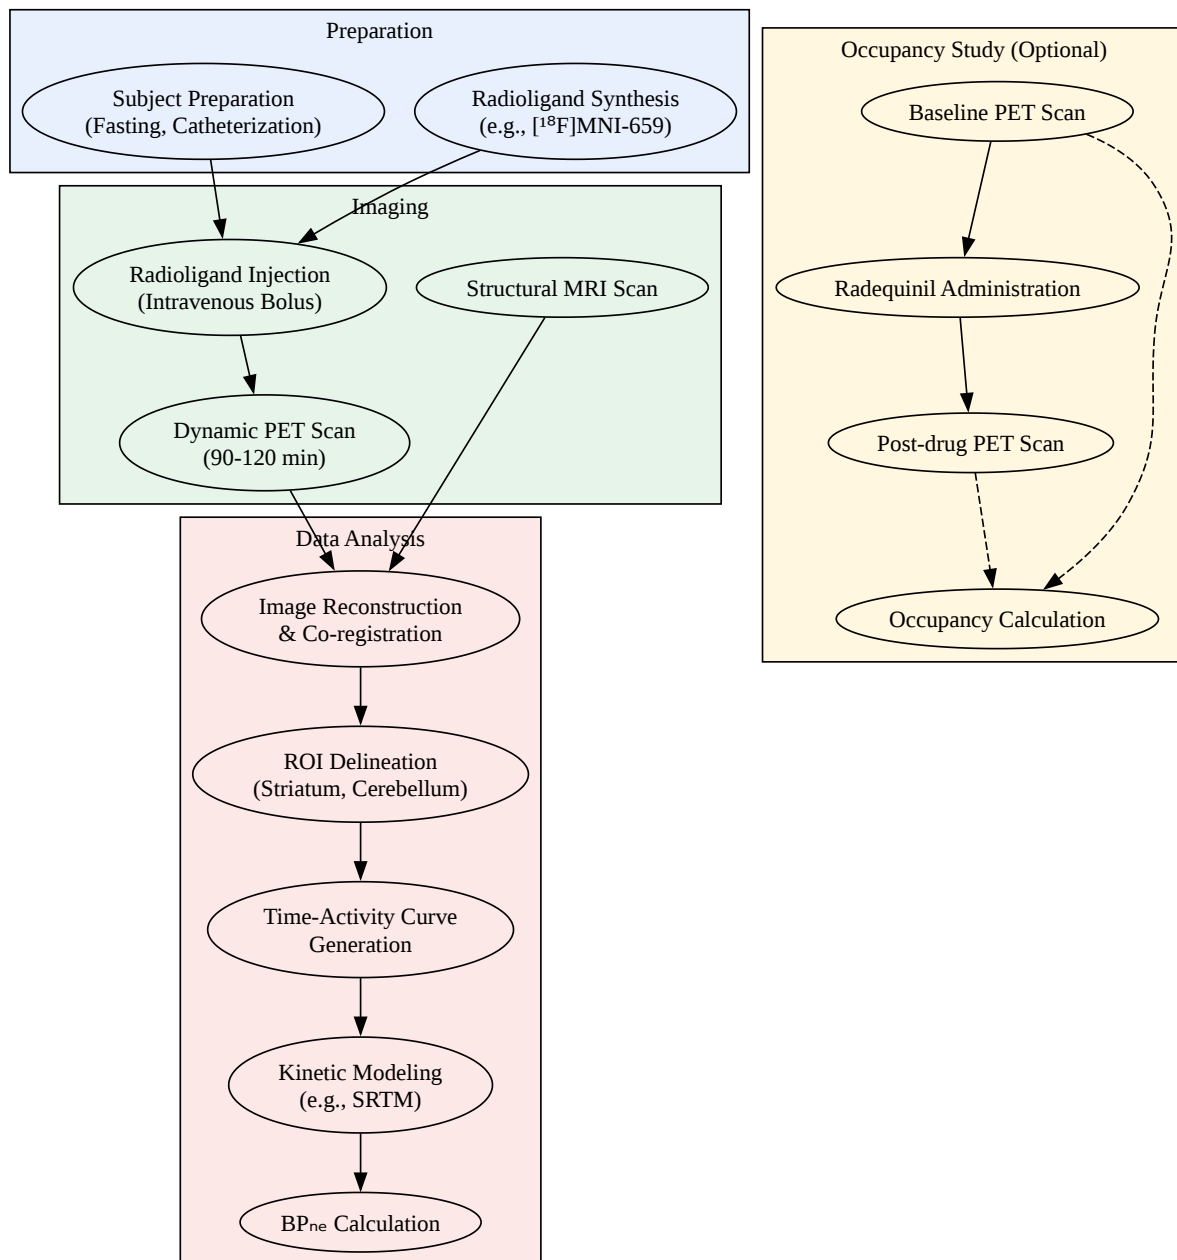 Preparation
Subject Preparation
(Fasting, Catheterization)
Radioligand Synthesis
(e.g., [¹⁸F]MNI-659)
Imaging
Radioligand Injection
(Intravenous Bolus)
Structural MRI Scan
Dynamic PET Scan
(90-120 min)
Data Analysis
Image Reconstruction
& Co-registration
ROI Delineation
(Striatum, Cerebellum)
Time-Activity Curve
Generation
Kinetic Modeling
(e.g., SRTM)
BPₙₑ Calculation
Occupancy Study (Optional)
Baseline PET Scan
Radequinil Administration
Post-drug PET Scan
Occupancy Calculation